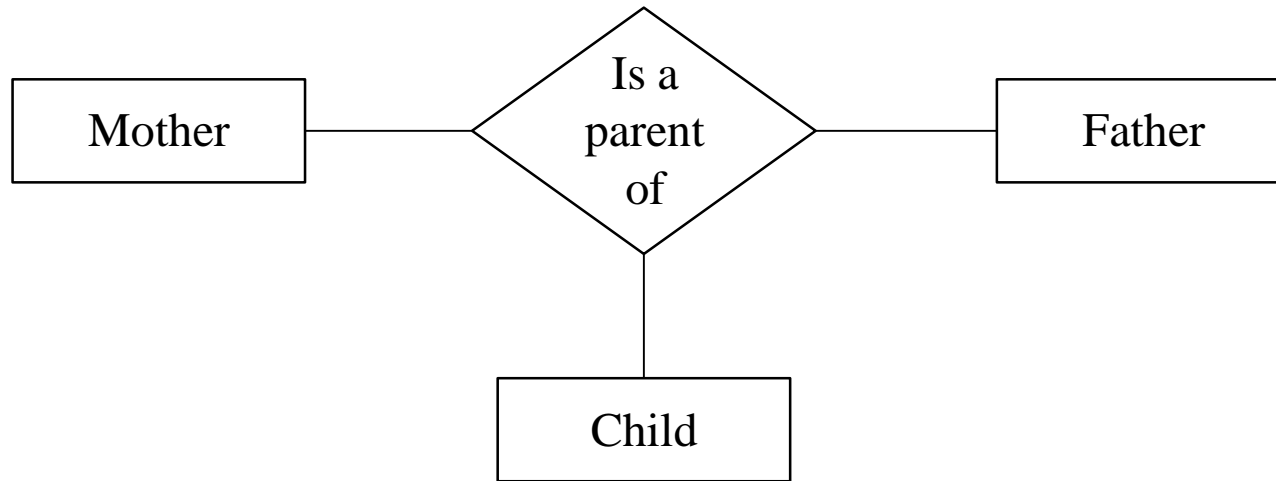 Mother
Is a
parent
of
Father
Child